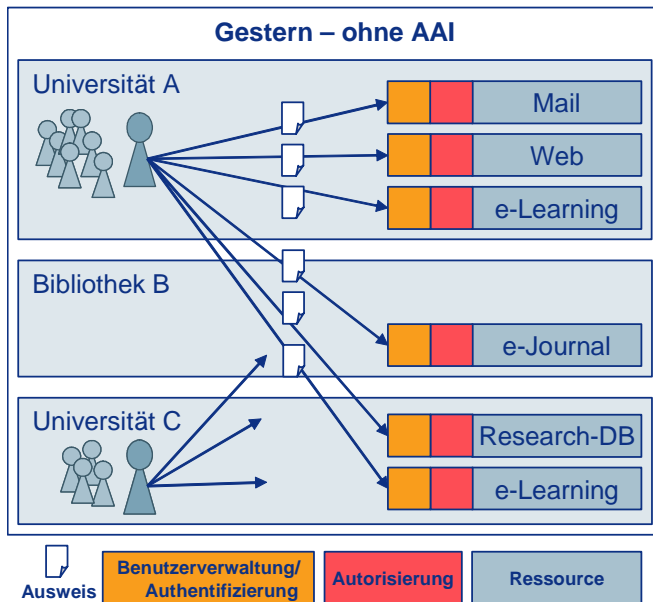 Gestern – ohne AAI
Universität A
Mail
Web
e-Learning
Bibliothek B
e-Journal
Universität C
Research-DB
e-Learning
Ausweis
Benutzerverwaltung/
Authentifizierung
Autorisierung
Ressource